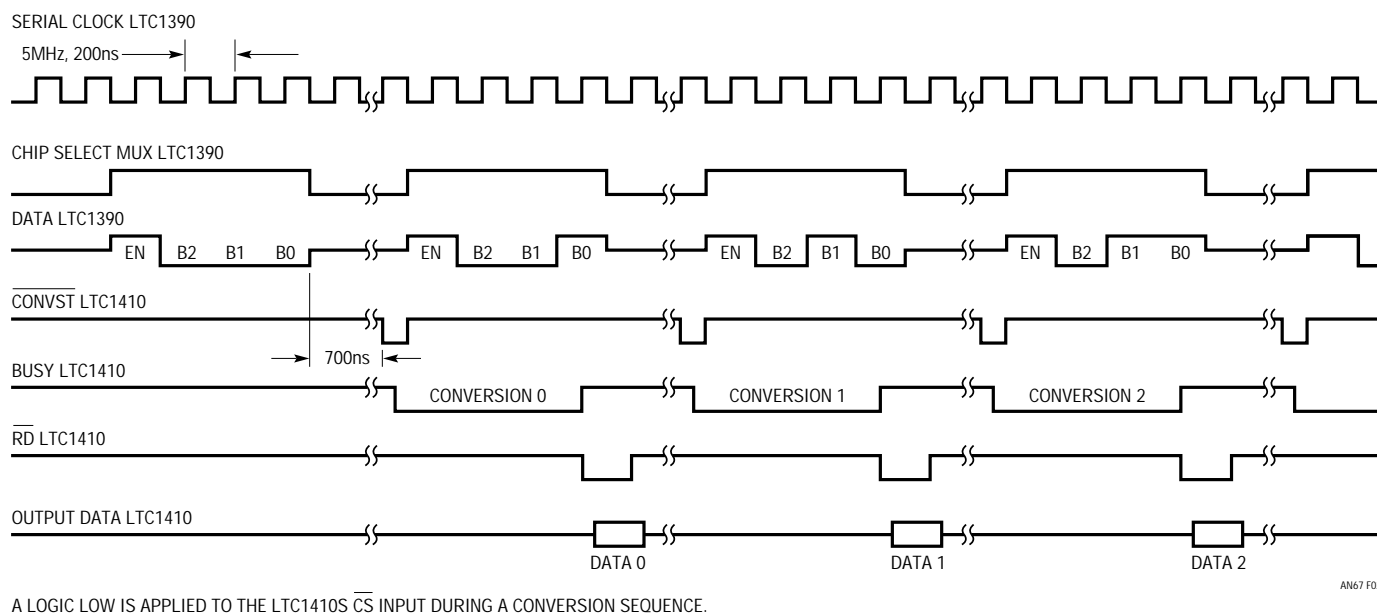 SERIAL CLOCK LTC1390
5MHz, 200ns
CHIP SELECT MUX LTC1390
DATA LTC1390
EN B2 B1 B0 EN B2 B1 B0 EN B2 B1 B0 EN B2 B1 B0
CONVST LTC1410
700ns
BUSY LTC1410
CONVERSION 0 CONVERSION 1 CONVERSION 2
RD LTC1410
OUTPUT DATA LTC1410
DATA 0 DATA 1 DATA 2
AN67 F0
A LOGIC LOW IS APPLIED TO THE LTC1410S CS INPUT DURING A CONVERSION SEQUENCE.